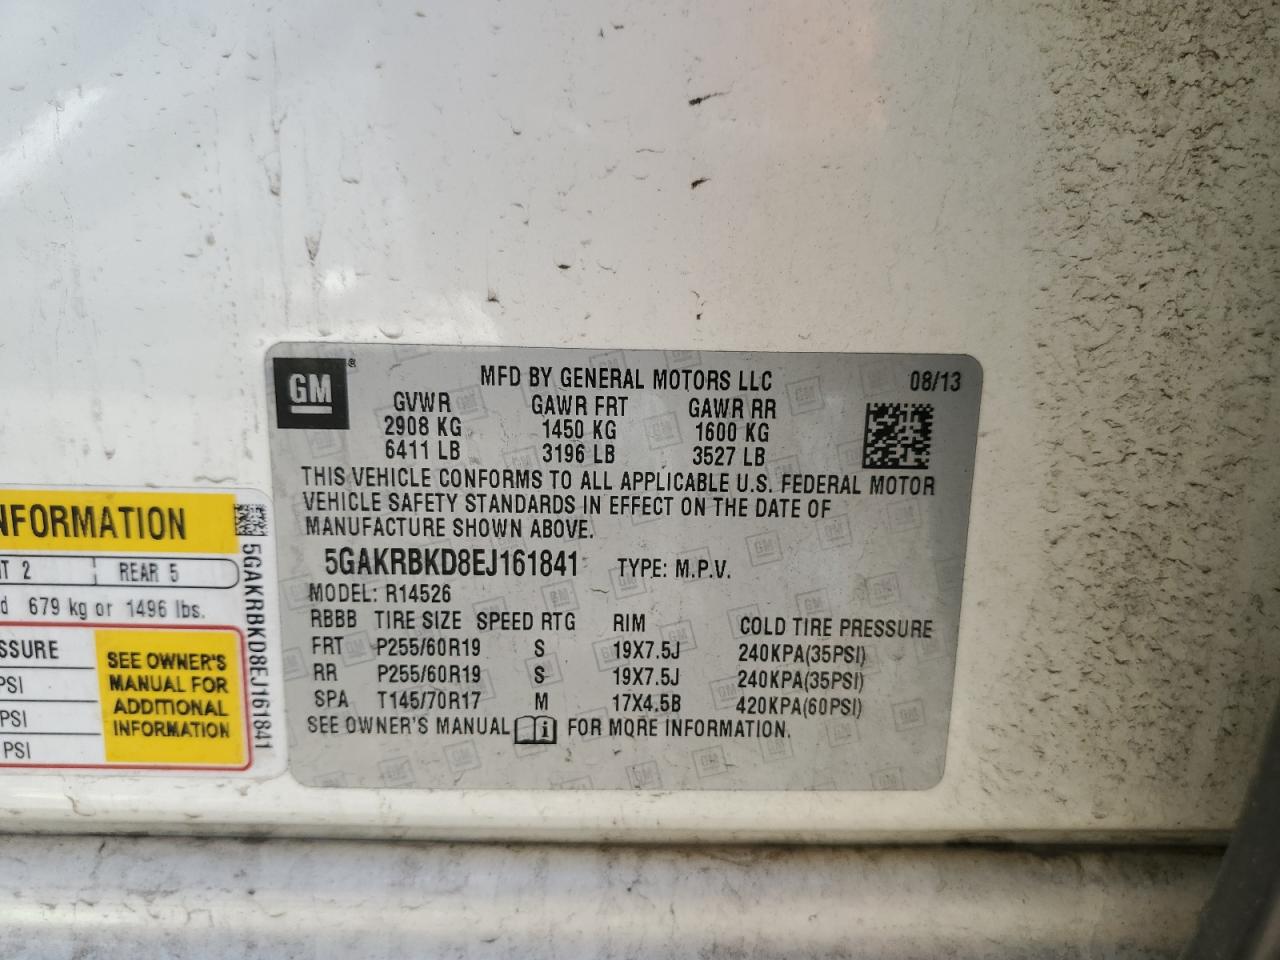 GM ®
MFD BY GENERAL MOTORS LLC 08/13
GVWR GAWR FRT GAWR RR
2908 KG 1450 KG 1600 KG
6411 LB 3196 LB 3527 LB
THIS VEHICLE CONFORMS TO ALL APPLICABLE U.S. FEDERAL MOTOR
VEHICLE SAFETY STANDARDS IN EFFECT ON THE DATE OF
MANUFACTURE SHOWN ABOVE.
5GAKRBKD8EJ161841 TYPE: M.P.V.
MODEL: R14526
RBBB TIRE SIZE SPEED RTG RIM COLD TIRE PRESSURE
FRT P255/60R19 S 19X7.5J 240KPA(35PSI)
RR P255/60R19 S 19X7.5J 240KPA(35PSI)
SPA T145/70R17 M 17X4.5B 420KPA(60PSI)
SEE OWNER'S MANUAL i FOR MORE INFORMATION.
NFORMATION
T 2 REAR 5
d 679 kg or 1496 lbs.
SSURE
PSI
PSI
PSI
SEE OWNER'S
MANUAL FOR
ADDITIONAL
INFORMATION
5GAKRBKD8EJ161841